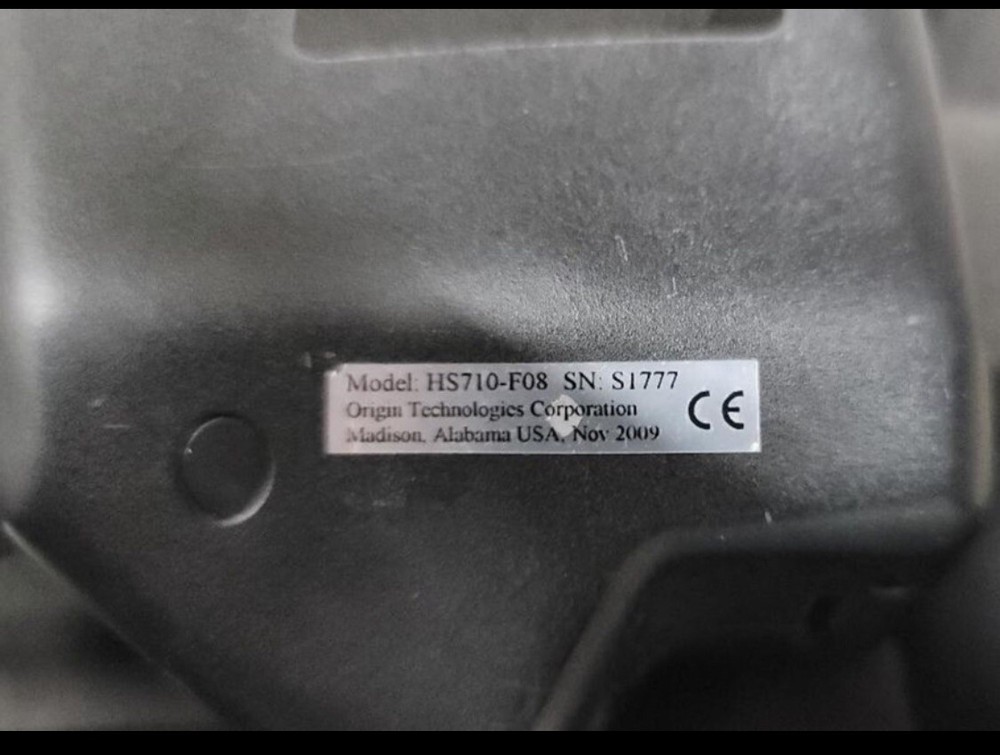 Model: HS710-F08 SN: S1777
Origin Technologies Corporation
Madison, Alabama USA, Nov 2009
CE